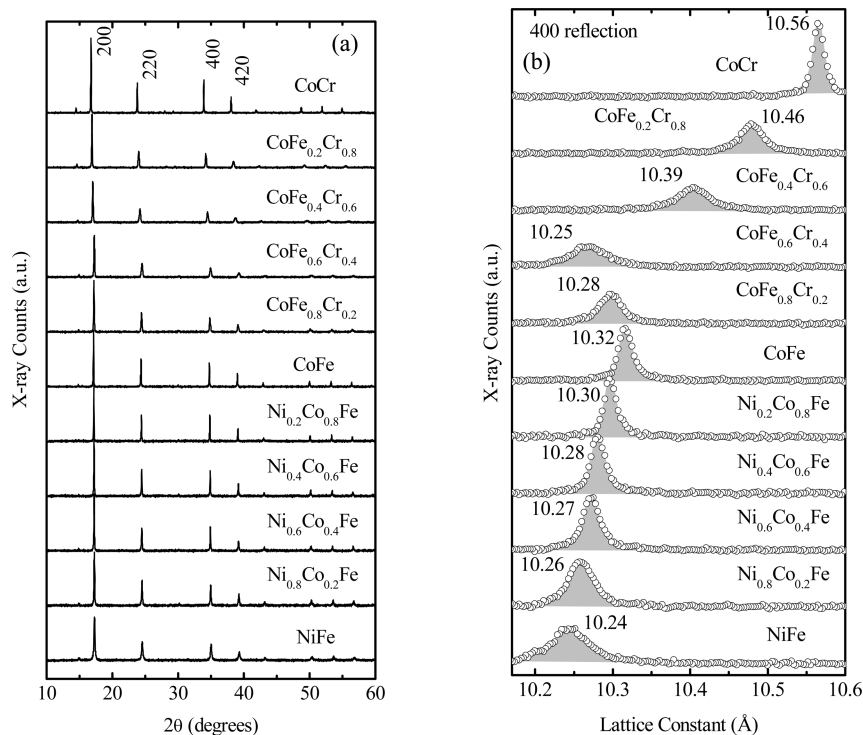 (a)
200
220
400
420
CoCr
CoFe₀.₂Cr₀.₈
CoFe₀.₄Cr₀.₆
CoFe₀.₆Cr₀.₄
CoFe₀.₈Cr₀.₂
CoFe
Ni₀.₂Co₀.₈Fe
Ni₀.₄Co₀.₆Fe
Ni₀.₆Co₀.₄Fe
Ni₀.₈Co₀.₂Fe
NiFe
X-ray Counts (a.u.)
10 20 30 40 50 60
2θ (degrees)
400 reflection
(b)
10.56
CoCr
10.46
CoFe₀.₂Cr₀.₈
10.39
CoFe₀.₄Cr₀.₆
10.25
CoFe₀.₆Cr₀.₄
10.28
CoFe₀.₈Cr₀.₂
10.32
CoFe
10.30
Ni₀.₂Co₀.₈Fe
10.28
Ni₀.₄Co₀.₆Fe
10.27
Ni₀.₆Co₀.₄Fe
10.26
Ni₀.₈Co₀.₂Fe
10.24
NiFe
X-ray Counts (a.u.)
10.2 10.3 10.4 10.5 10.6
Lattice Constant (Å)